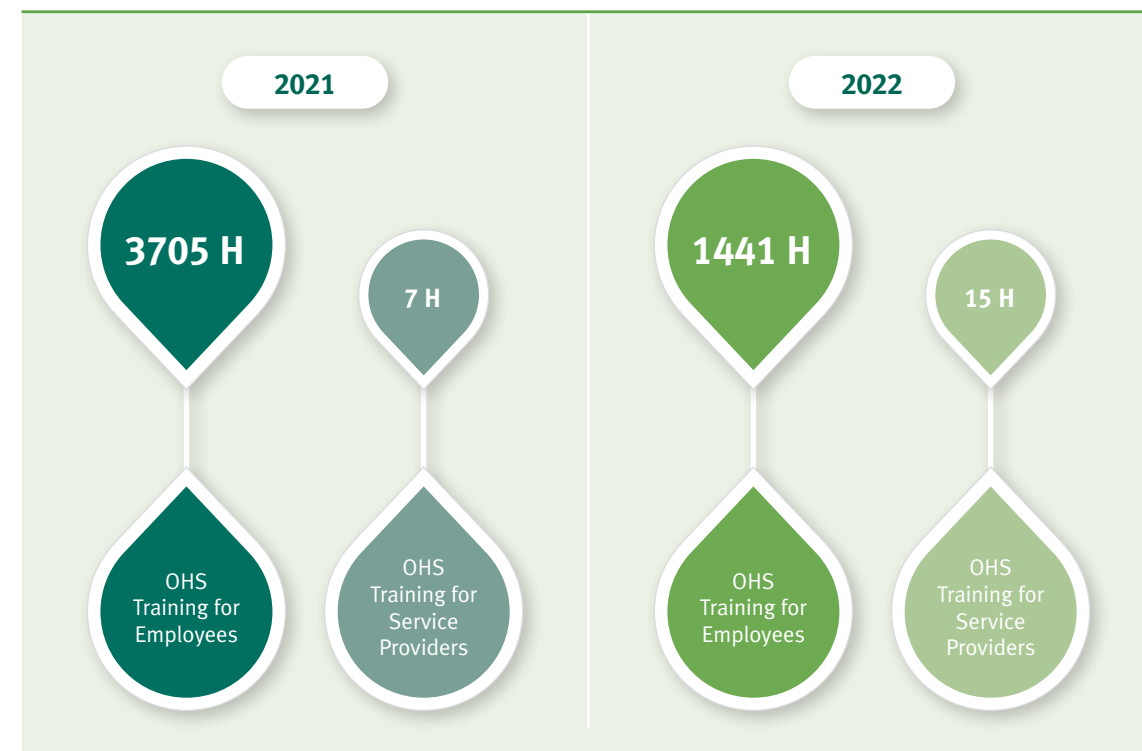 2021
3705 H
7 H
OHS
Training for
Employees
OHS
Training for
Service
Providers
2022
1441 H
15 H
OHS
Training for
Employees
OHS
Training for
Service
Providers